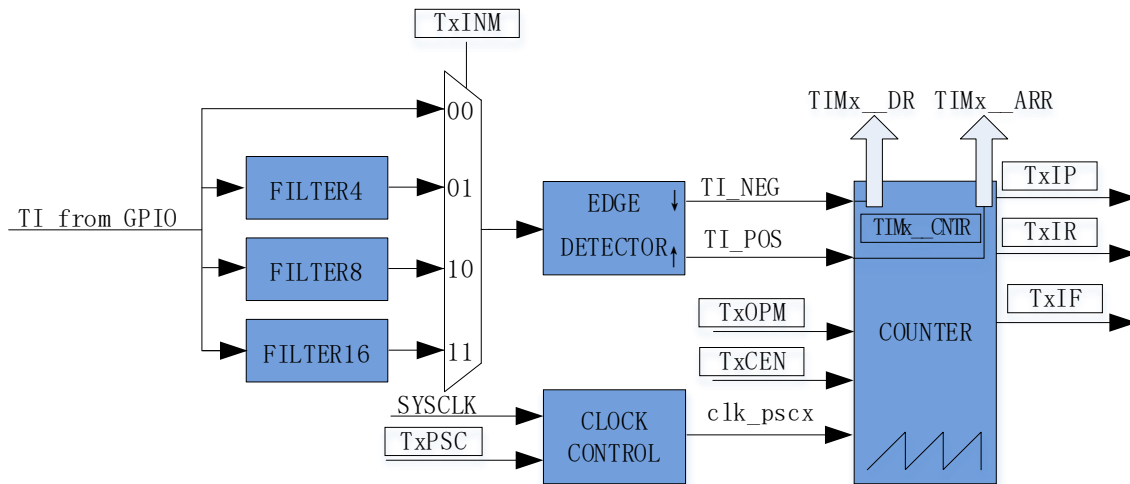 TxINM
TIMx__DR
TIMx__ARR
00
FILTER4
01
TI from GPIO
FILTER8
10
FILTER16
11
EDGE
DETECTOR
TI_NEG
TI_POS
TIMx__CNTR
TxIP
TxIR
TxIF
TxOPM
TxCEN
COUNTER
SYSCLK
TxPSC
CLOCK
CONTROL
clk_pscx